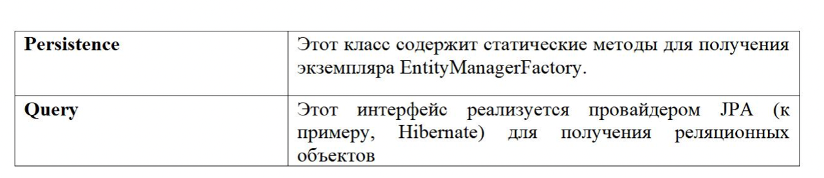 Persistence
Этот класс содержит статические методы для получения
экземпляра EntityManagerFactory.
Query
Этот интерфейс реализуется провайдером JPA (к
примеру, Hibernate) для получения реляционных
объектов